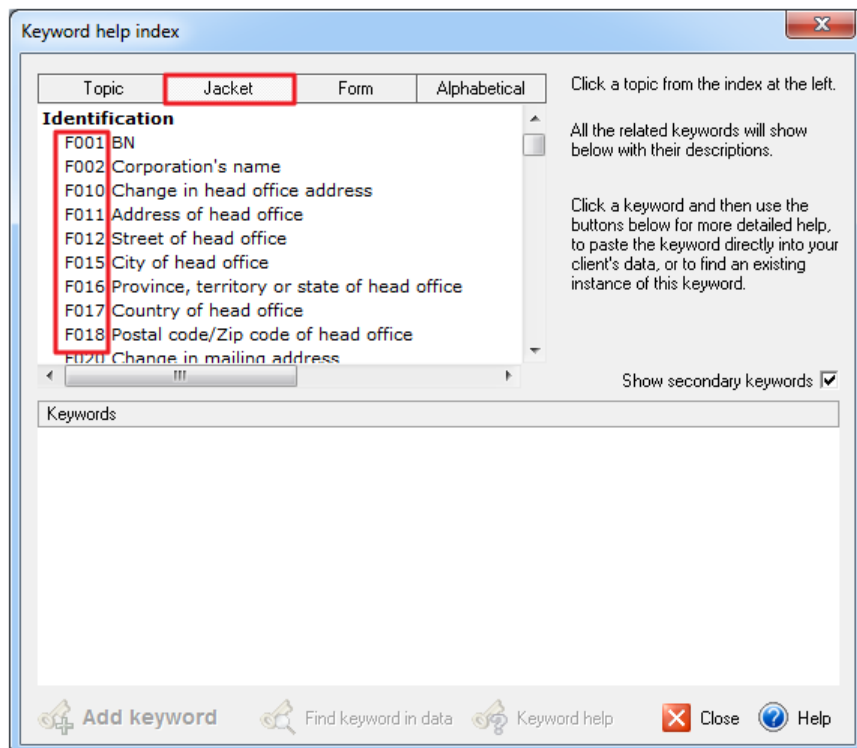 Keyword help index
Topic Jacket Form Alphabetical
Identification
F001 BN
F002 Corporation's name
F010 Change in head office address
F011 Address of head office
F012 Street of head office
F015 City of head office
F016 Province, territory or state of head office
F017 Country of head office
F018 Postal code/Zip code of head office
F020 Change in mailing address
Click a topic from the index at the left.
All the related keywords will show
below with their descriptions.
Click a keyword and then use the
buttons below for more detailed help,
to paste the keyword directly into your
client's data, or to find an existing
instance of this keyword.
Show secondary keywords
Keywords
Add keyword Find keyword in data Keyword help Close Help